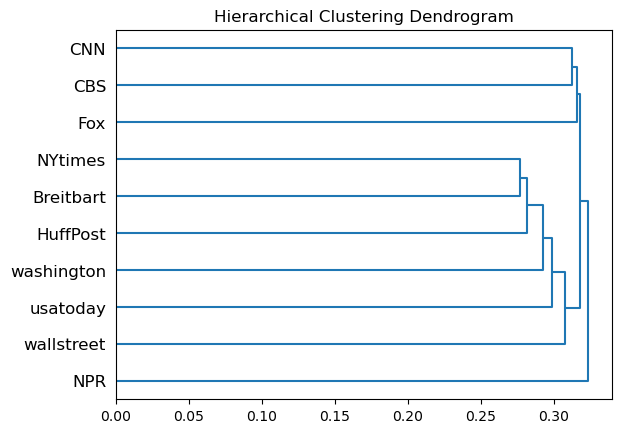 Hierarchical Clustering Dendrogram
CNN
CBS
Fox
NYtimes
Breitbart
HuffPost
washington
usatoday
wallstreet
NPR
0.00 0.05 0.10 0.15 0.20 0.25 0.30